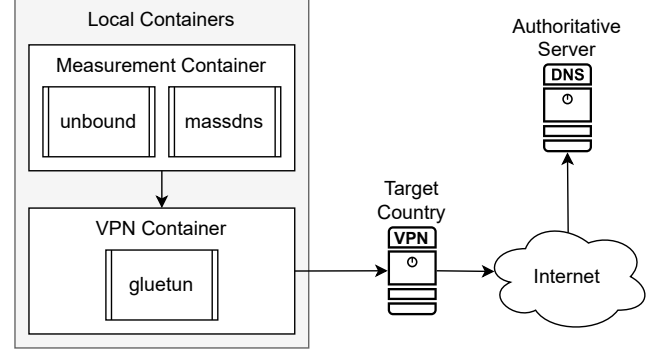 Local Containers
Measurement Container
unbound
massdns
VPN Container
gluetun
Target
Country
VPN
Authoritative
Server
DNS
Internet